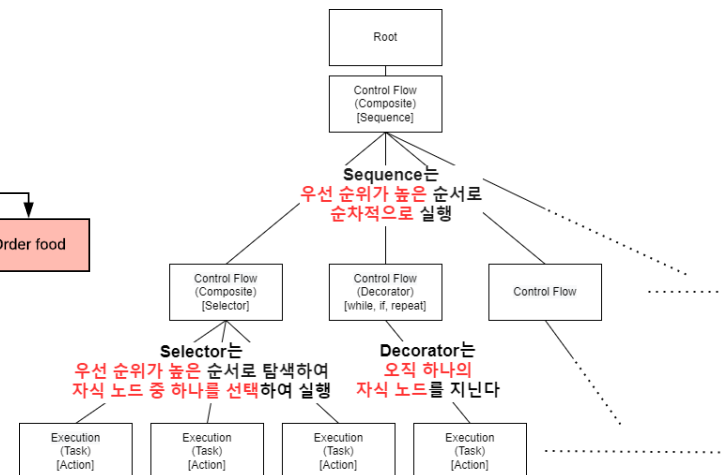 Root
Control Flow
(Composite)
[Sequence]
Sequence는
우선 순위가 높은 순서로
순차적으로 실행
Order food
Control Flow
(Composite)
[Selector]
Control Flow
(Decorator)
[while, if, repeat]
Control Flow
Selector는
우선 순위가 높은 순서로 탐색하여
자식 노드 중 하나를 선택하여 실행
Decorator는
오직 하나의
자식 노드를 지닌다
Execution
(Task)
[Action]
Execution
(Task)
[Action]
Execution
(Task)
[Action]
Execution
(Task)
[Action]